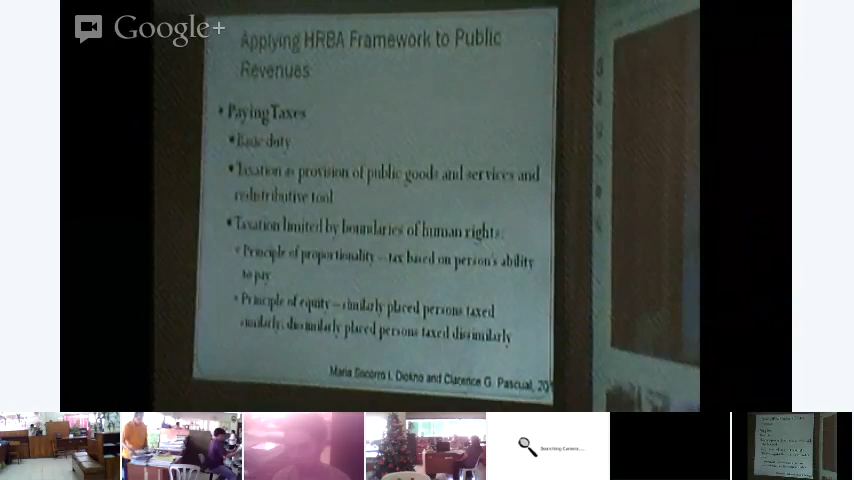 Google+
Applying HRBA Framework to Public
Revenues
• Paying Taxes
• Basic duty
• Taxation as provision of public goods and services and
redistributive tool
• Taxation limited by boundaries of human rights:
• Principle of proportionality – tax based on person's ability
to pay
• Principle of equity – similarly placed persons taxed
similarly; dissimilarly placed persons taxed dissimilarly
Maria Socorro I. Diokno and Clarence G. Pascual, 20
Searching Camera....